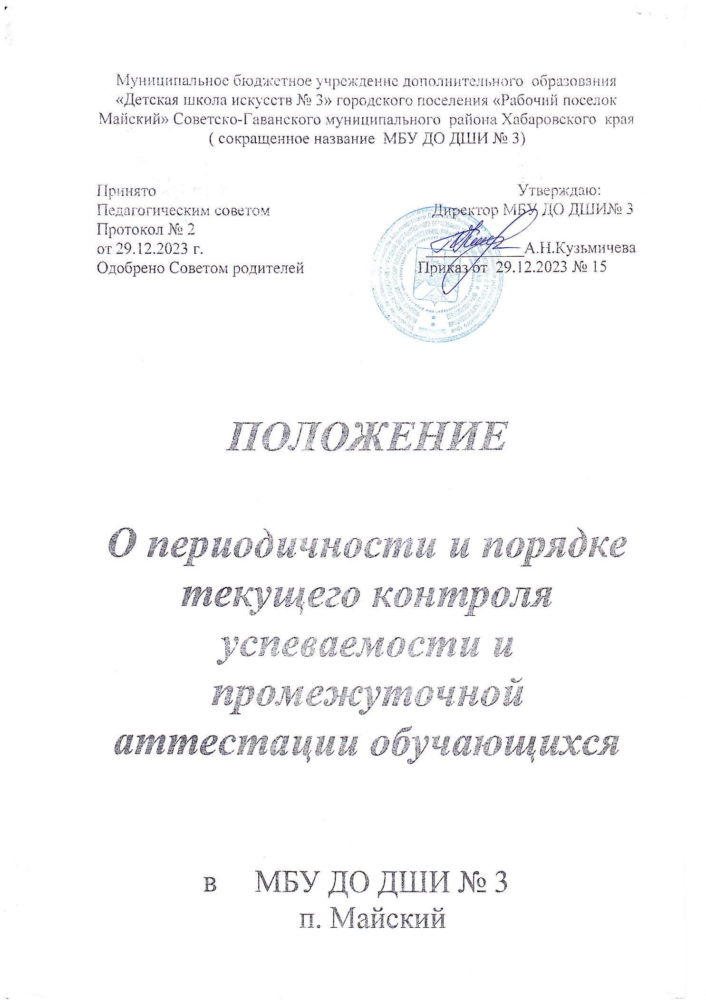 Муниципальное бюджетное учреждение дополнительного образования
«Детская школа искусств № 3» городского поселения «Рабочий поселок
Майский» Советско-Гаванского муниципального района Хабаровского края
( сокращенное название МБУ ДО ДШИ № 3)
Принято Утверждаю:
Педагогическим советом Директор МБУ ДО ДШИ№ 3
Протокол № 2
от 29.12.2023 г. ____________А.Н.Кузьмичева
Одобрено Советом родителей Приказ от 29.12.2023 № 15
ПОЛОЖЕНИЕ
О периодичности и порядке
текущего контроля
успеваемости и
промежуточной
аттестации обучающихся
в МБУ ДО ДШИ № 3
п. Майский